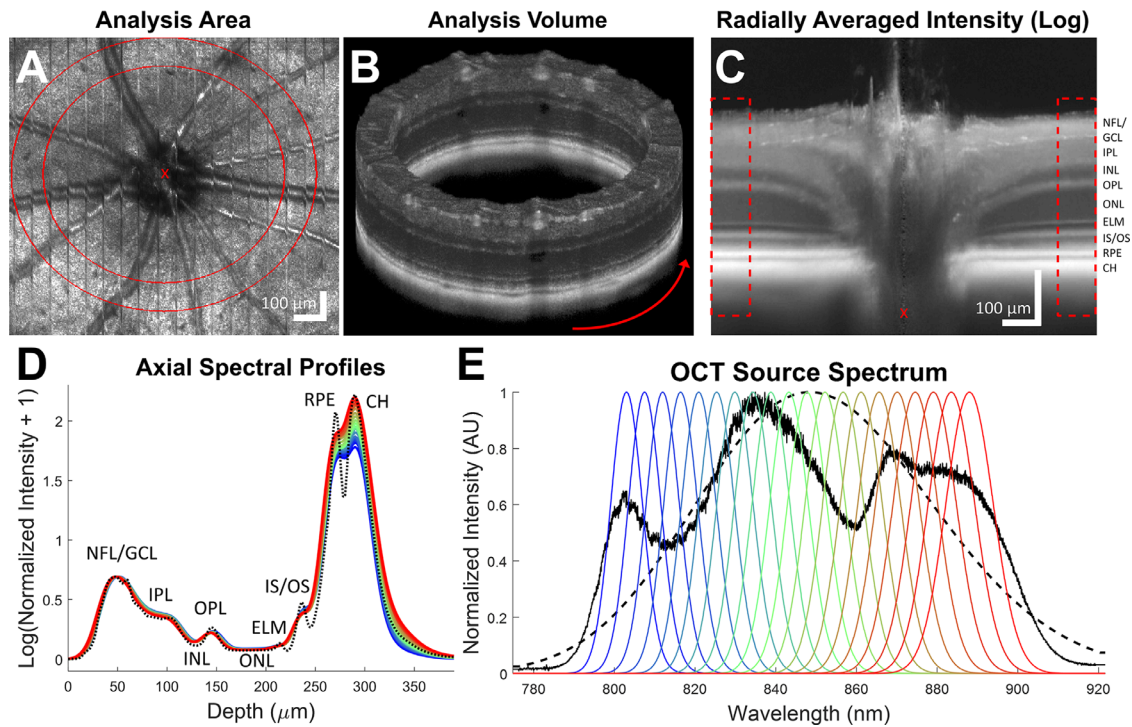 Analysis Area
Analysis Volume
Radially Averaged Intensity (Log)
A
x
100 µm
B
C
NFL/
GCL
IPL
INL
OPL
ONL
ELM
IS/OS
RPE
CH
100 µm
x
D
Axial Spectral Profiles
Log(Normalized Intensity + 1)
2
1.5
1
0.5
0
NFL/GCL
IPL
INL
OPL
ONL
ELM
IS/OS
RPE
CH
0 50 100 150 200 250 300 350
Depth (µm)
E
OCT Source Spectrum
Normalized Intensity (AU)
1
0.8
0.6
0.4
0.2
0
780 800 820 840 860 880 900 920
Wavelength (nm)